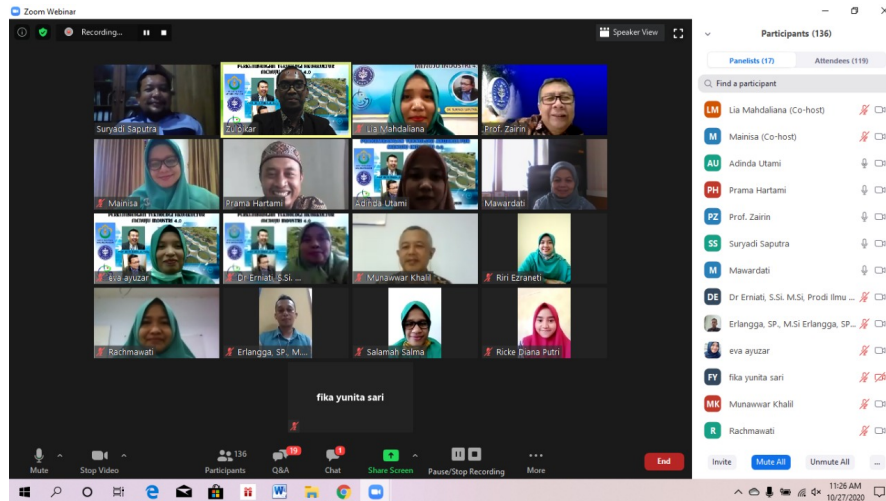 Zoom Webinar
Recording...
Speaker View
Suryadi Saputra
Zulpikar
Lia Mahdaliana
Prof. Zairin
Mainisa
Prama Hartami
Adinda Utami
Mawardati
eva ayuzar
Dr Erniati, S.Si. ...
Munawwar Khalil
Riri Ezraneti
Rachmawati
Erlangga, SP., M....
Salamah Salma
Ricke Diana Putri
fika yunita sari
Mute
Stop Video
136
Participants
19
Q&A
1
Chat
Share Screen
Pause/Stop Recording
More
End
Participants (136)
Panelists (17)
Attendees (119)
Find a participant
LM Lia Mahdaliana (Co-host)
M Mainisa (Co-host)
AU Adinda Utami
PH Prama Hartami
PZ Prof. Zairin
SS Suryadi Saputra
M Mawardati
DE Dr Erniati, S.Si. M.Si, Prodi Ilmu ...
Erlangga, SP., M.Si Erlangga, SP...
eva ayuzar
FY fika yunita sari
MK Munawwar Khalil
R Rachmawati
Invite
Mute All
Unmute All
...
11:26 AM
10/27/2020